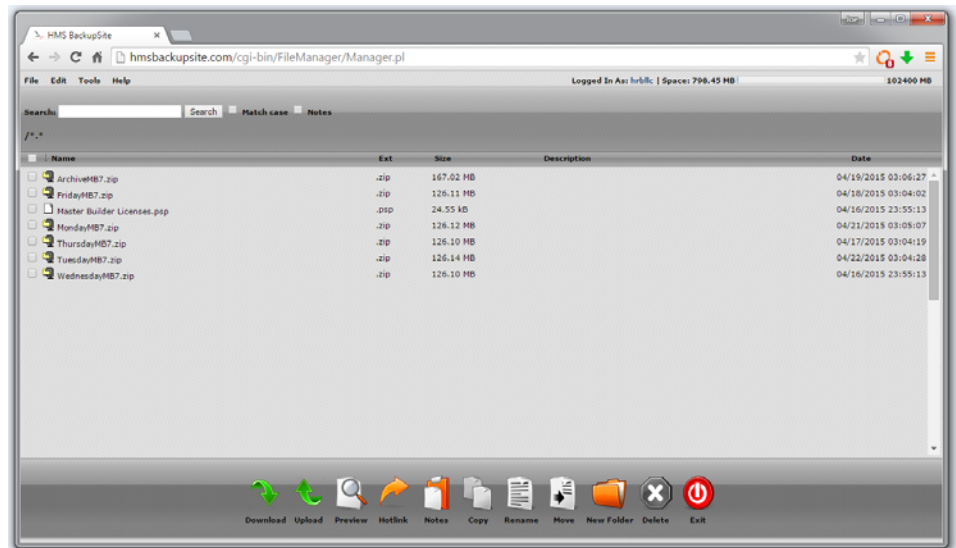 HMS BackupSite
hmsbackupsite.com/cgi-bin/FileManager/Manager.pl
File Edit Tools Help Logged In As: hrbllc | Space: 798.45 MB 102400 MB
Search: Search Match case Notes
/*.*
Name Ext Size Description Date
ArchiveMB7.zip .zip 167.02 MB 04/19/2015 03:06:27
FridayMB7.zip .zip 126.11 MB 04/18/2015 03:04:02
Master Builder Licenses.psp .psp 24.55 kB 04/16/2015 23:55:13
MondayMB7.zip .zip 126.12 MB 04/21/2015 03:05:07
ThursdayMB7.zip .zip 126.10 MB 04/17/2015 03:04:19
TuesdayMB7.zip .zip 126.14 MB 04/22/2015 03:04:28
WednesdayMB7.zip .zip 126.10 MB 04/16/2015 23:55:13
Download Upload Preview Hotlink Notes Copy Rename Move New Folder Delete Exit